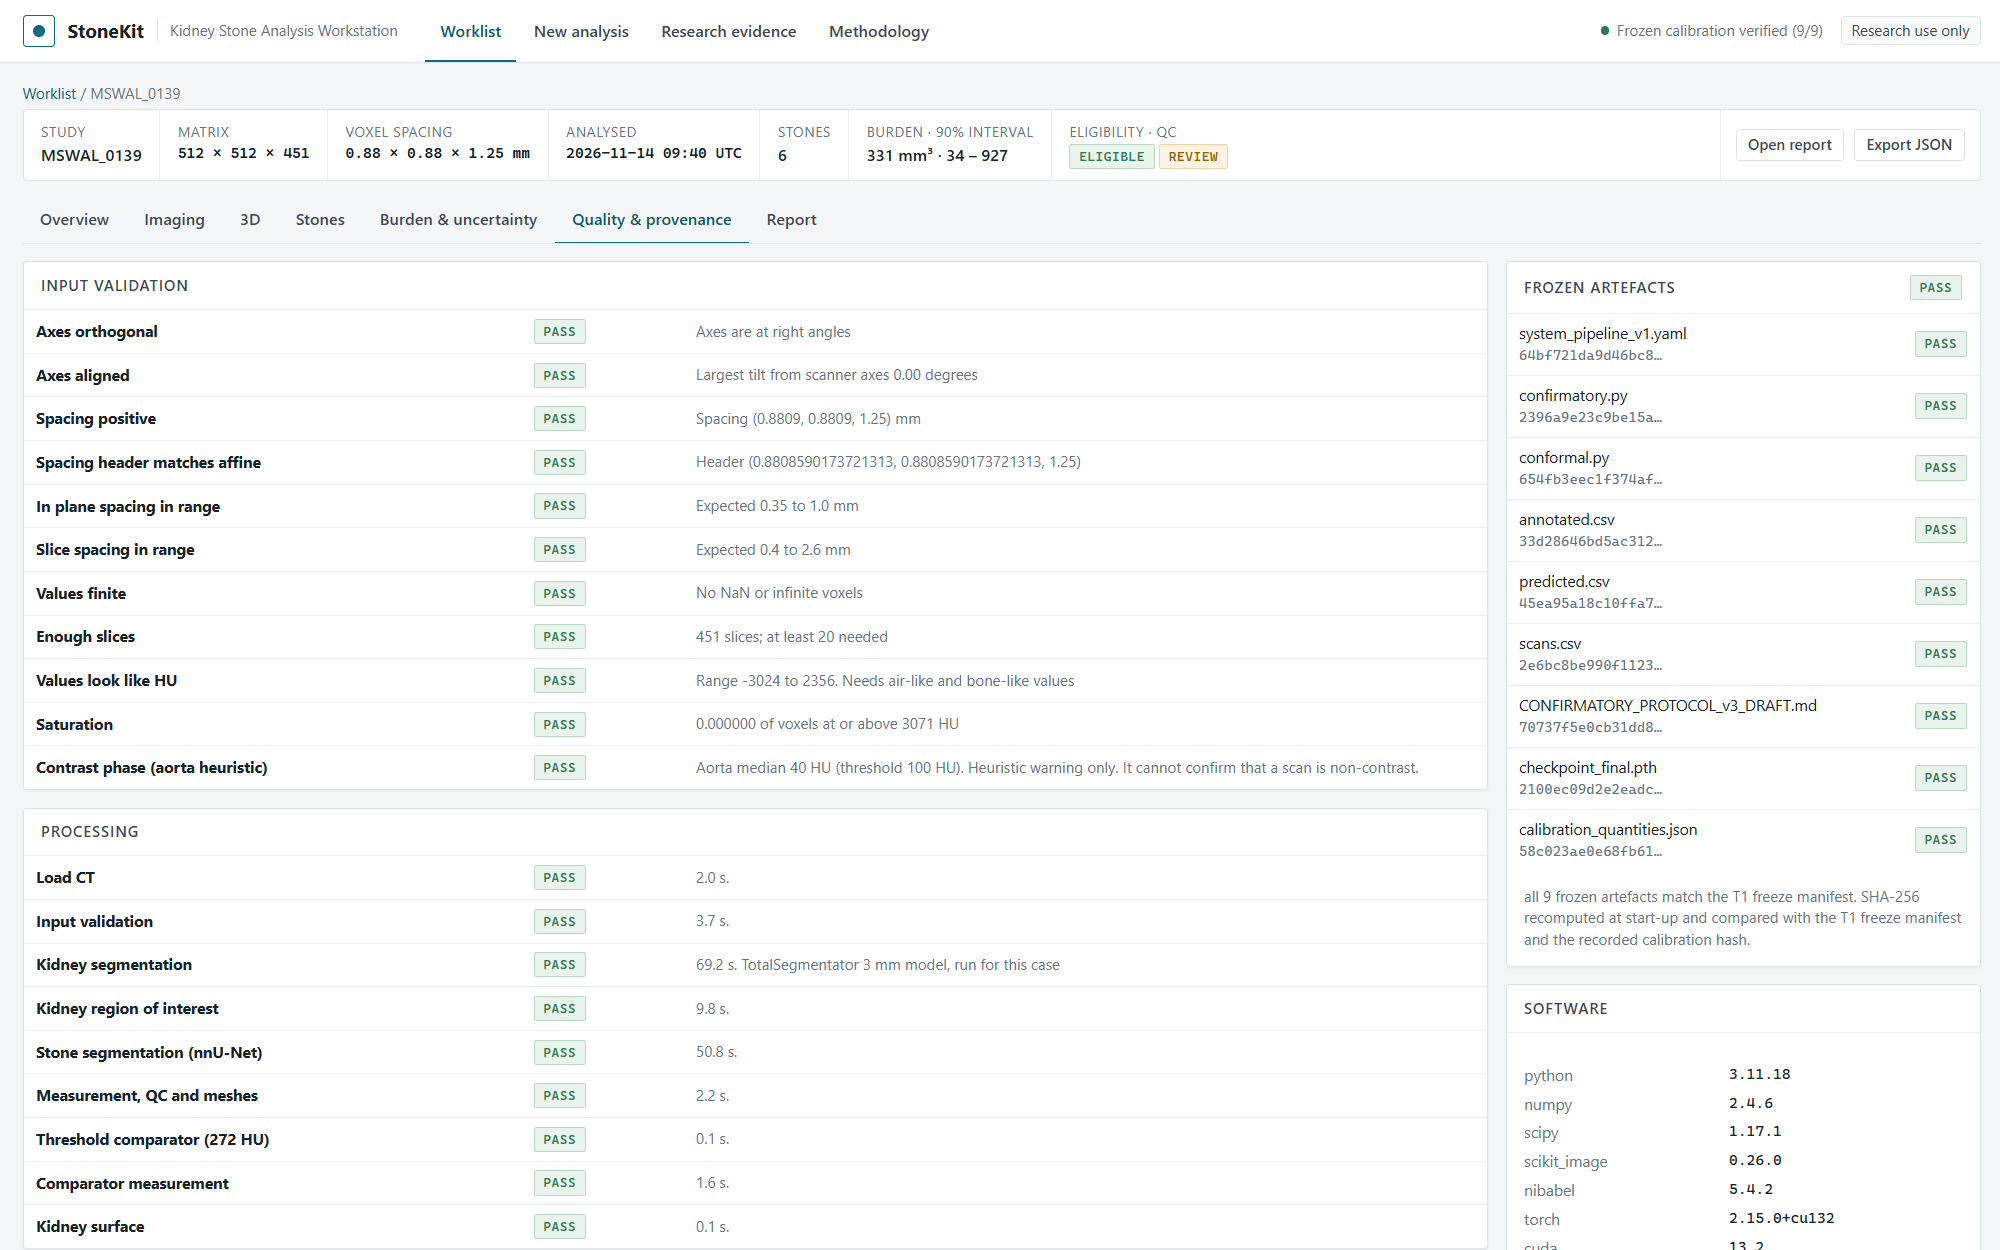 StoneKit Kidney Stone Analysis Workstation Worklist New analysis Research evidence Methodology Frozen calibration verified (9/9) Research use only
Worklist / MSWAL_0139
STUDY MATRIX VOXEL SPACING ANALYSED STONES BURDEN · 90% INTERVAL ELIGIBILITY · QC
MSWAL_0139 512 × 512 × 451 0.88 × 0.88 × 1.25 mm 2026-11-14 09:40 UTC 6 331 mm³ · 34 – 927 ELIGIBLE REVIEW Open report Export JSON
Overview Imaging 3D Stones Burden & uncertainty Quality & provenance Report
INPUT VALIDATION
Axes orthogonal PASS Axes are at right angles
Axes aligned PASS Largest tilt from scanner axes 0.00 degrees
Spacing positive PASS Spacing (0.8809, 0.8809, 1.25) mm
Spacing header matches affine PASS Header (0.8808590173721313, 0.8808590173721313, 1.25)
In plane spacing in range PASS Expected 0.35 to 1.0 mm
Slice spacing in range PASS Expected 0.4 to 2.6 mm
Values finite PASS No NaN or infinite voxels
Enough slices PASS 451 slices; at least 20 needed
Values look like HU PASS Range -3024 to 2356. Needs air-like and bone-like values
Saturation PASS 0.000000 of voxels at or above 3071 HU
Contrast phase (aorta heuristic) PASS Aorta median 40 HU (threshold 100 HU). Heuristic warning only. It cannot confirm that a scan is non-contrast.
PROCESSING
Load CT PASS 2.0 s.
Input validation PASS 3.7 s.
Kidney segmentation PASS 69.2 s. TotalSegmentator 3 mm model, run for this case
Kidney region of interest PASS 9.8 s.
Stone segmentation (nnU-Net) PASS 50.8 s.
Measurement, QC and meshes PASS 2.2 s.
Threshold comparator (272 HU) PASS 0.1 s.
Comparator measurement PASS 1.6 s.
Kidney surface PASS 0.1 s.
FROZEN ARTEFACTS PASS
system_pipeline_v1.yaml PASS
64bf721da9d46bc8…
confirmatory.py PASS
2396a9e23c9be15a…
conformal.py PASS
654fb3eec1f374af…
annotated.csv PASS
33d28646bd5ac312…
predicted.csv PASS
45ea95a18c10ffa7…
scans.csv PASS
2e6bc8be990f1123…
CONFIRMATORY_PROTOCOL_v3_DRAFT.md PASS
70737f5e0cb31dd8…
checkpoint_final.pth PASS
2100ec09d2e2eadc…
calibration_quantities.json PASS
58c023ae0e68fb61…
all 9 frozen artefacts match the T1 freeze manifest. SHA-256
recomputed at start-up and compared with the T1 freeze manifest
and the recorded calibration hash.
SOFTWARE
python 3.11.18
numpy 2.4.6
scipy 1.17.1
scikit_image 0.26.0
nibabel 5.4.2
torch 2.15.0+cu132
cuda 13.2